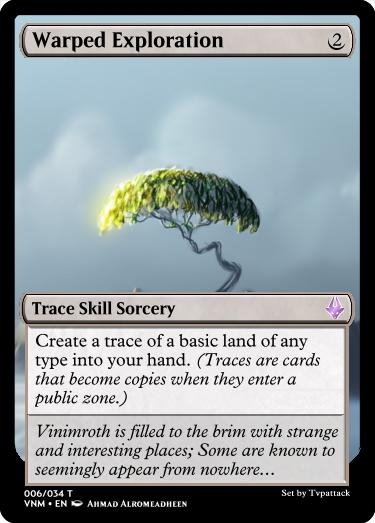 Warped Exploration 2
Trace Skill Sorcery
Create a trace of a basic land of any
type into your hand. (Traces are cards
that become copies when they enter a
public zone.)
Vinimroth is filled to the brim with strange
and interesting places; Some are known to
seemingly appear from nowhere...
006/034 T
Set by Tvpattack
VNM • EN Ahmad Alromeadheen